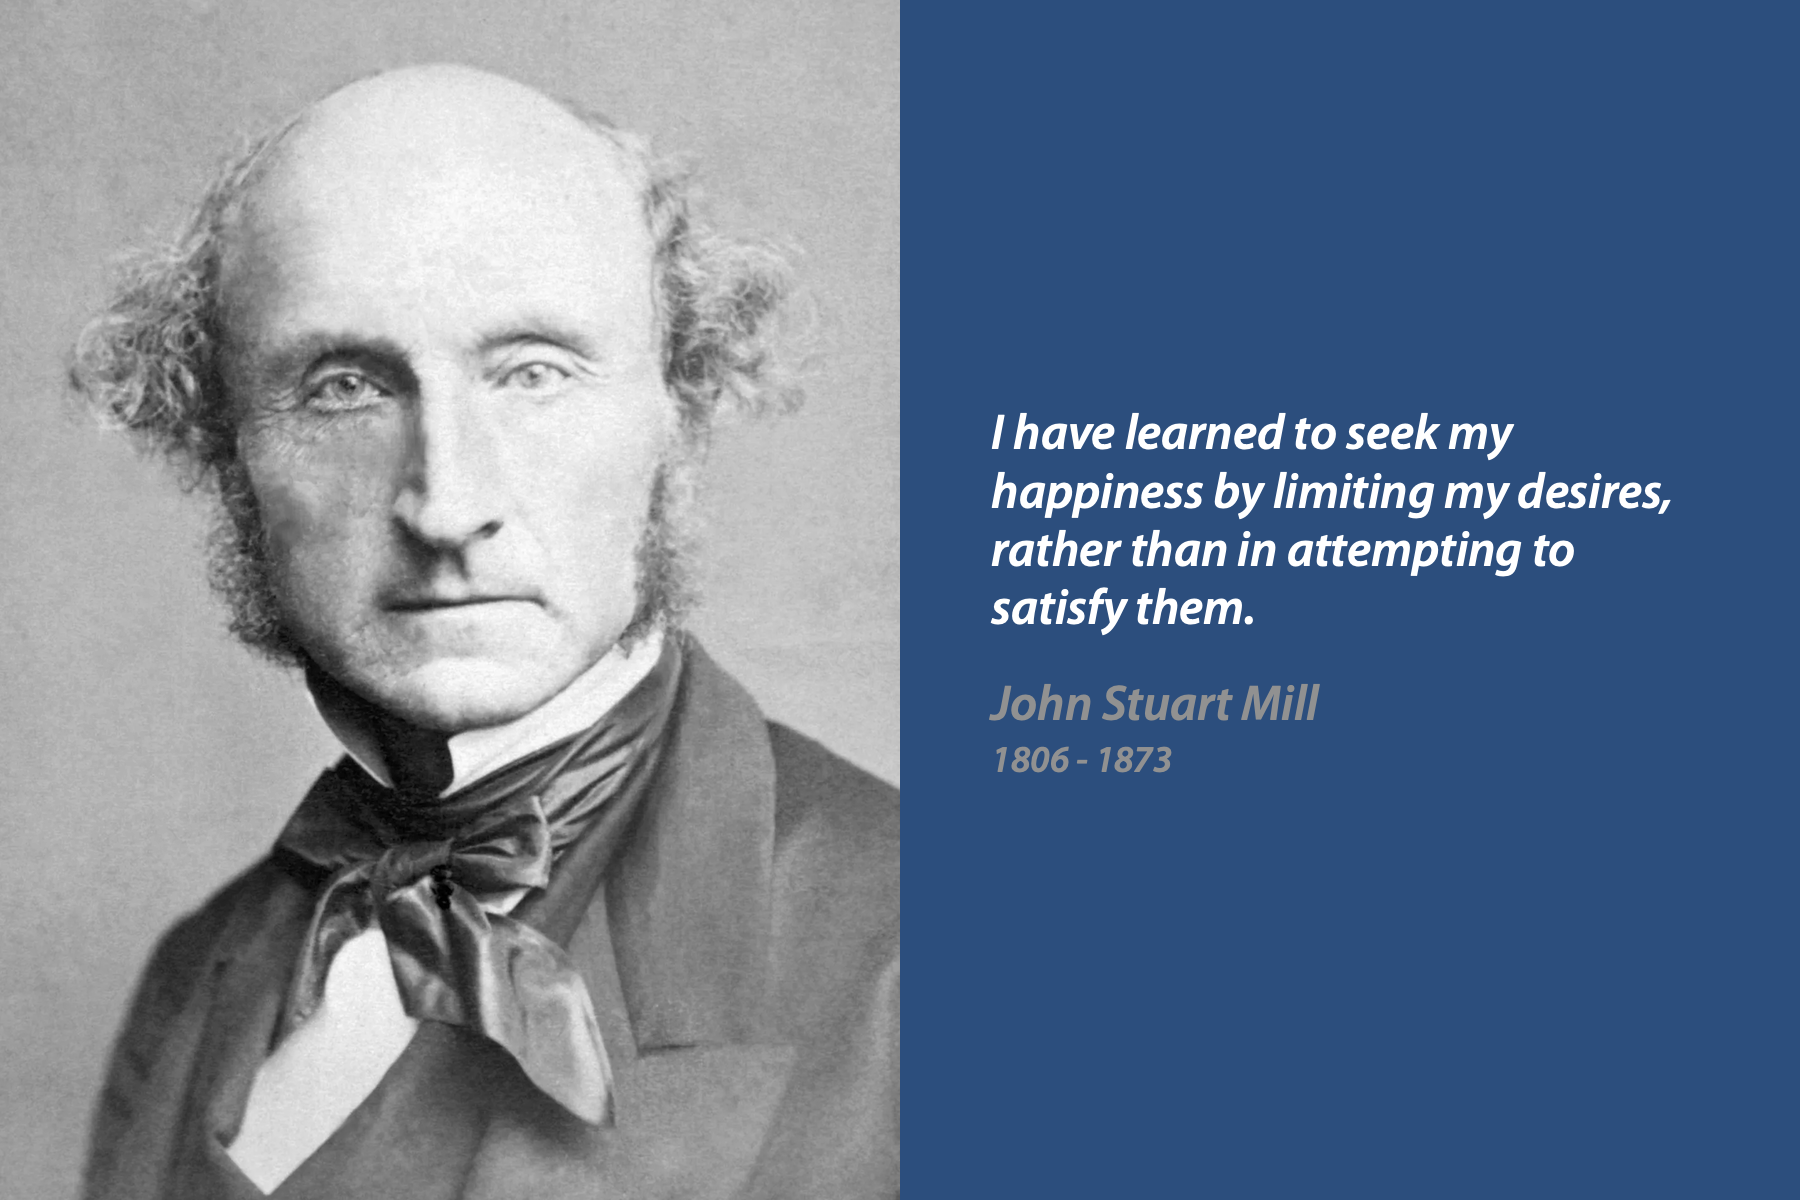 I have learned to seek my
happiness by limiting my desires,
rather than in attempting to
satisfy them.
John Stuart Mill
1806 - 1873